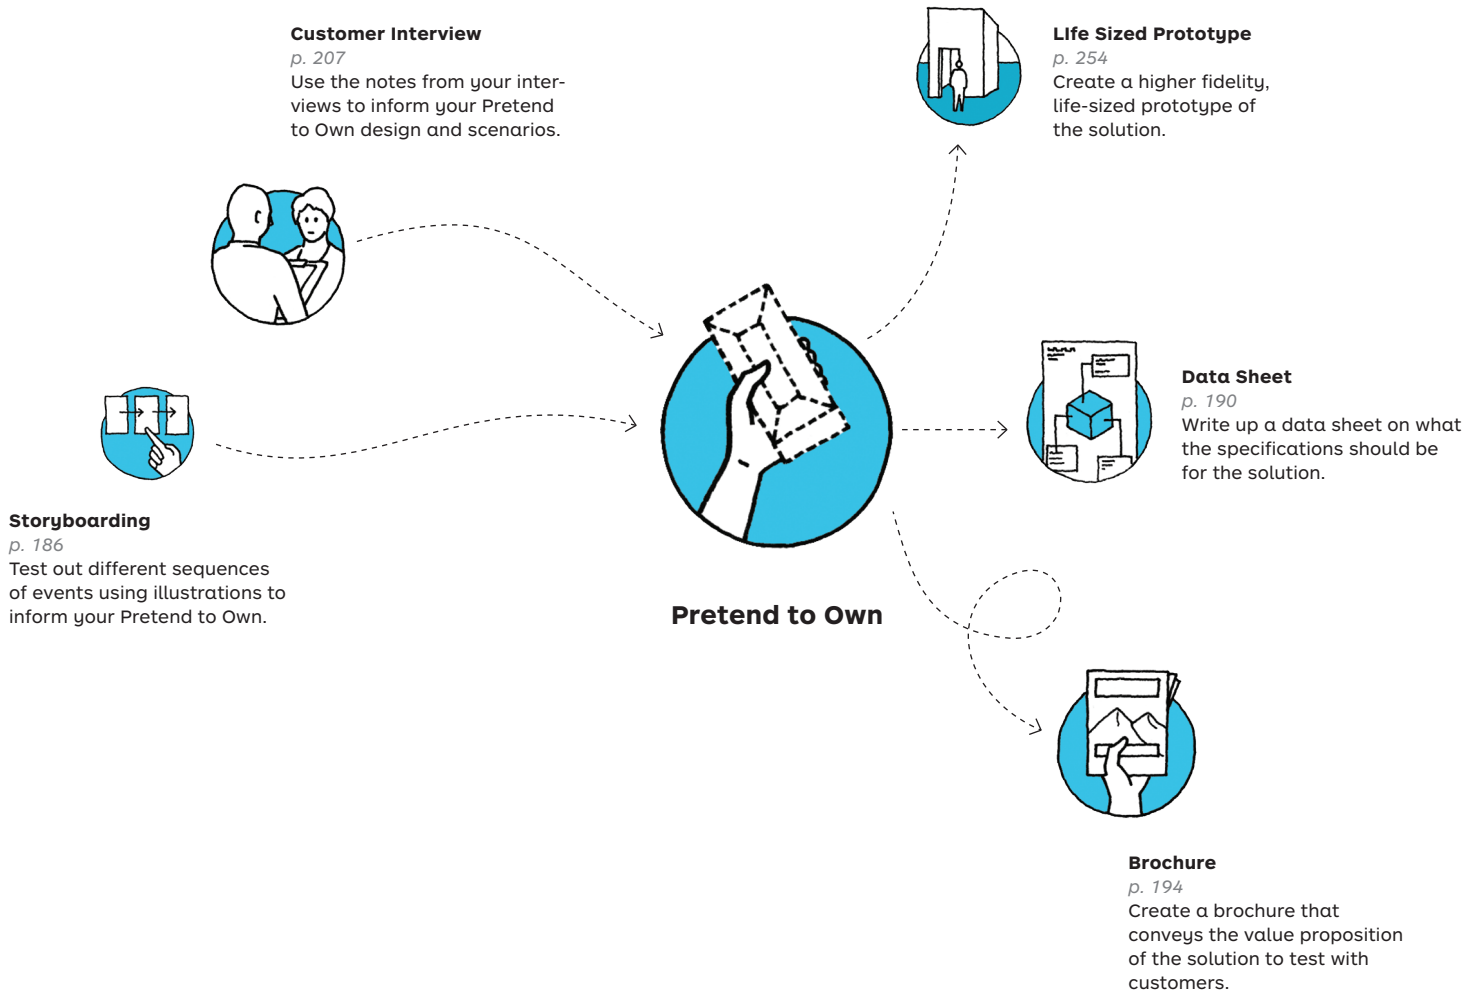 Customer Interview
p. 207
Use the notes from your inter-
views to inform your Pretend
to Own design and scenarios.
LIfe Sized Prototype
p. 254
Create a higher fidelity,
life-sized prototype of
the solution.
Storyboarding
p. 186
Test out different sequences
of events using illustrations to
inform your Pretend to Own.
Pretend to Own
Data Sheet
p. 190
Write up a data sheet on what
the specifications should be
for the solution.
Brochure
p. 194
Create a brochure that
conveys the value proposition
of the solution to test with
customers.